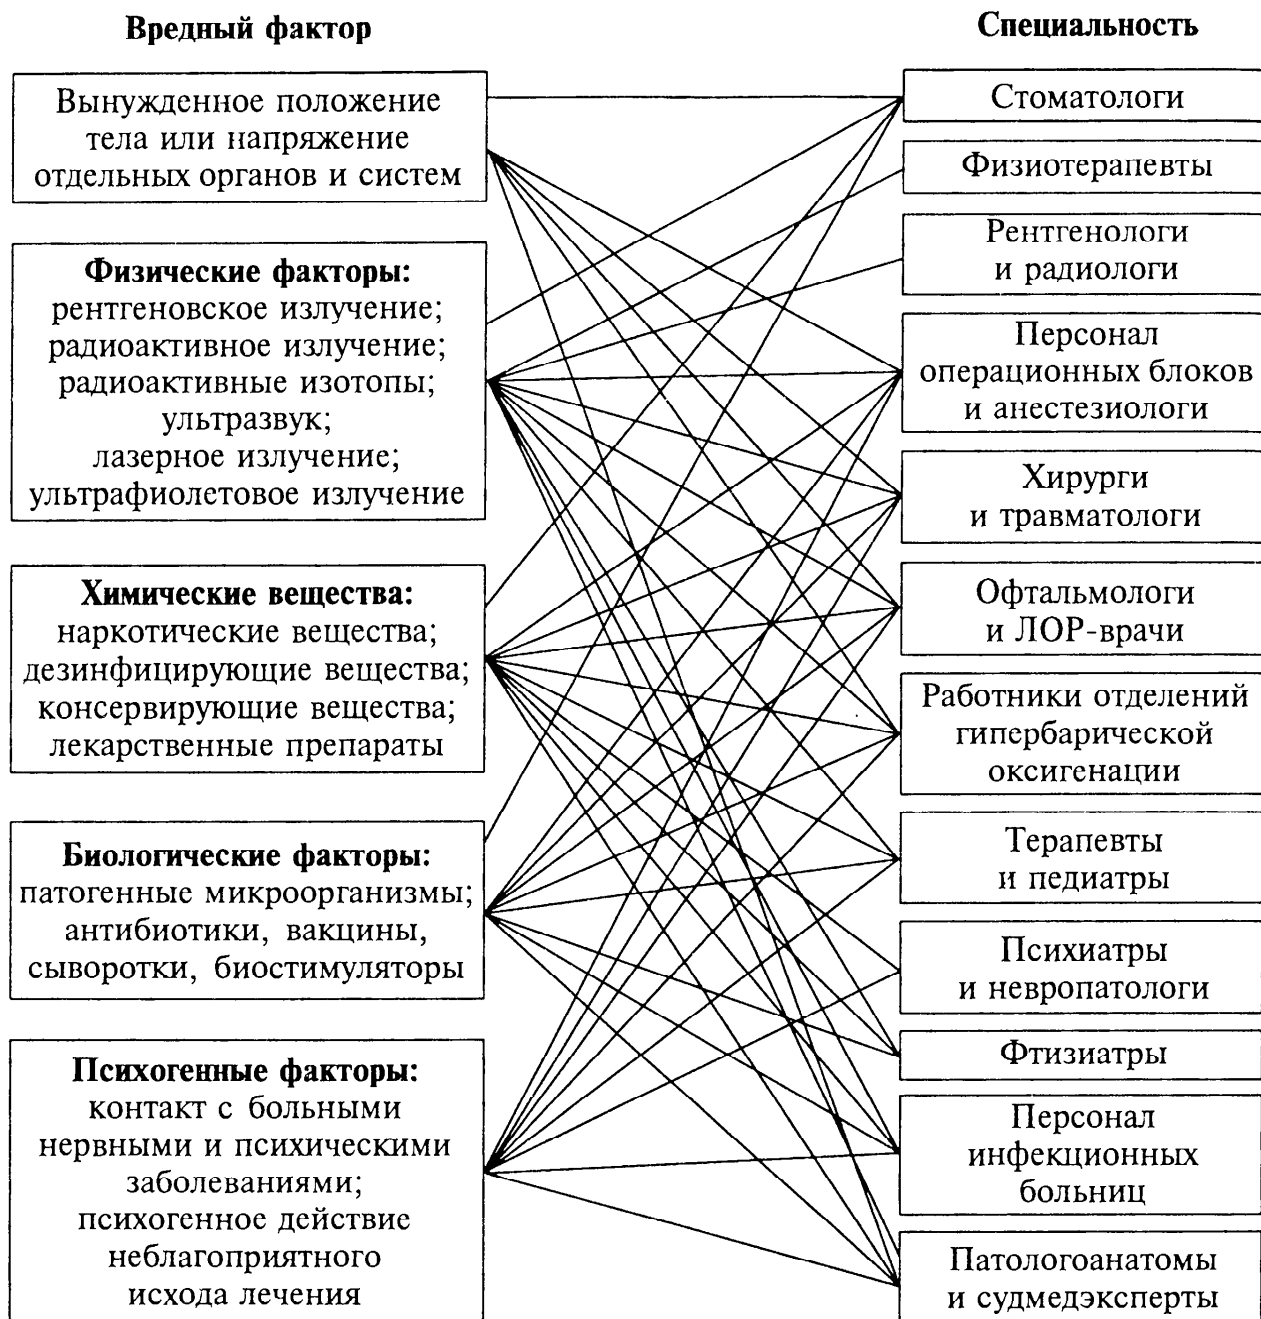 Вредный фактор
Вынужденное положение
тела или напряжение
отдельных органов и систем
Физические факторы:
рентгеновское излучение;
радиоактивное излучение;
радиоактивные изотопы;
ультразвук;
лазерное излучение;
ультрафиолетовое излучение
Химические вещества:
наркотические вещества;
дезинфицирующие вещества;
консервирующие вещества;
лекарственные препараты
Биологические факторы:
патогенные микроорганизмы;
антибиотики, вакцины,
сыворотки, биостимуляторы
Психогенные факторы:
контакт с больными
нервными и психическими
заболеваниями;
психогенное действие
неблагоприятного
исхода лечения
Специальность
Стоматологи
Физиотерапевты
Рентгенологи
и радиологи
Персонал
операционных блоков
и анестезиологи
Хирурги
и травматологи
Офтальмологи
и ЛОР-врачи
Работники отделений
гипербарической
оксигенации
Терапевты
и педиатры
Психиатры
и невропатологи
Фтизиатры
Персонал
инфекционных
больниц
Патологоанатомы
и судмедэксперты